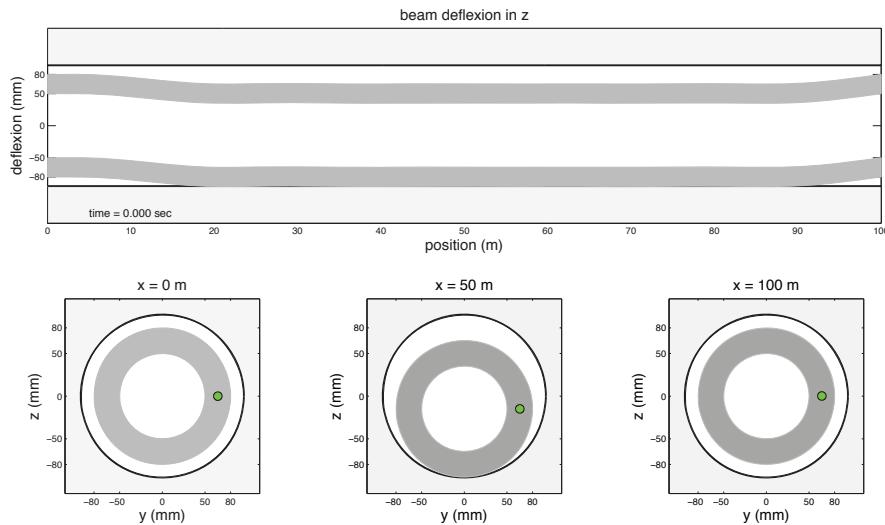 beam deflexion in z
80
50
0
−50
−80
deflexion (mm)
time = 0.000 sec
0 10 20 30 40 50 60 70 80 90 100
position (m)
x = 0 m
80
50
0
−50
−80
z (mm)
−80 −50 0 50 80
y (mm)
x = 50 m
80
50
0
−50
−80
z (mm)
−80 −50 0 50 80
y (mm)
x = 100 m
80
50
0
−50
−80
z (mm)
−80 −50 0 50 80
y (mm)